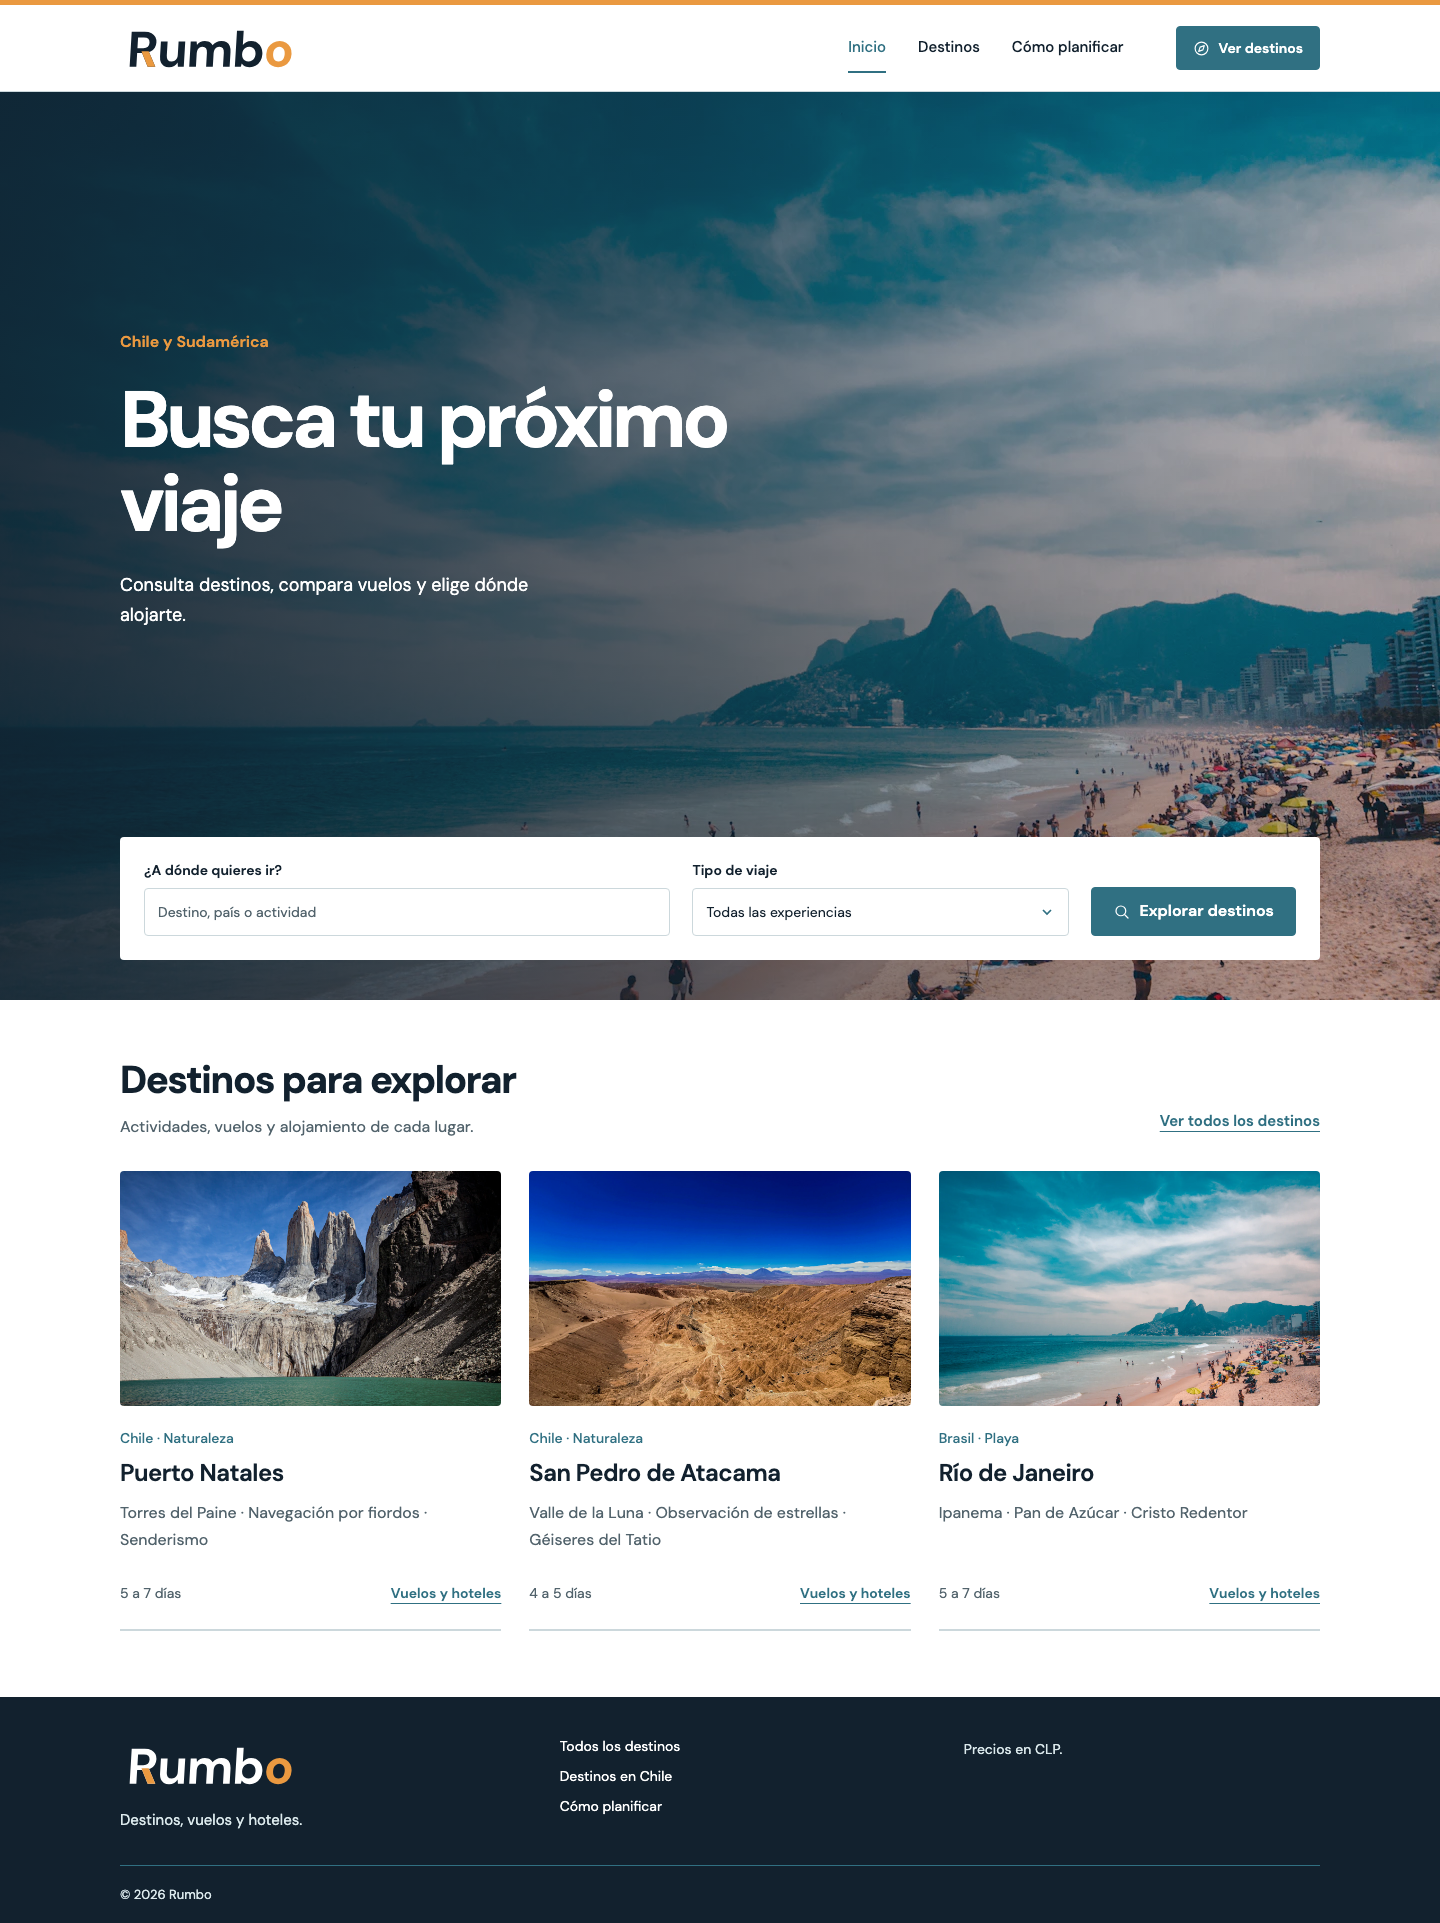 Rumbo
Inicio
Destinos
Cómo planificar
Ver destinos
Chile y Sudamérica
Busca tu próximo
viaje
Consulta destinos, compara vuelos y elige dónde
alojarte.
¿A dónde quieres ir?
Destino, país o actividad
Tipo de viaje
Todas las experiencias
Explorar destinos
Destinos para explorar
Actividades, vuelos y alojamiento de cada lugar.
Ver todos los destinos
Chile · Naturaleza
Puerto Natales
Torres del Paine · Navegación por fiordos ·
Senderismo
5 a 7 días
Vuelos y hoteles
Chile · Naturaleza
San Pedro de Atacama
Valle de la Luna · Observación de estrellas ·
Géiseres del Tatio
4 a 5 días
Vuelos y hoteles
Brasil · Playa
Río de Janeiro
Ipanema · Pan de Azúcar · Cristo Redentor
5 a 7 días
Vuelos y hoteles
Rumbo
Destinos, vuelos y hoteles.
Todos los destinos
Destinos en Chile
Cómo planificar
Precios en CLP.
© 2026 Rumbo